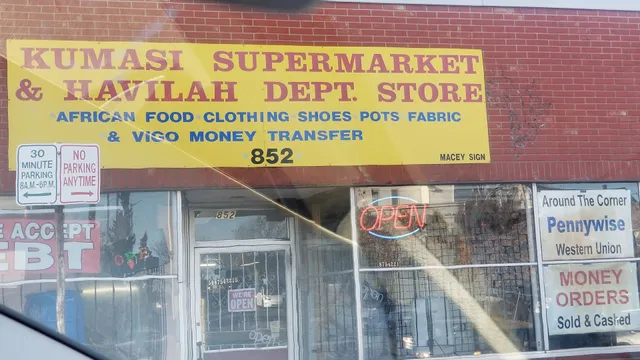 KUMASI SUPERMARKET
& HAVILAH DEPT. STORE
AFRICAN FOOD CLOTHING SHOES POTS FABRIC
& VIGO MONEY TRANSFER
852
MACEY SIGN
30
MINUTE
PARKING
8 A.M.-6 P.M.
NO
PARKING
ANYTIME
852
OPEN
ACCEPT
EBT
WE'RE
OPEN
Around The Corner
Pennywise
Western Union
MONEY
ORDERS
Sold & Cashed